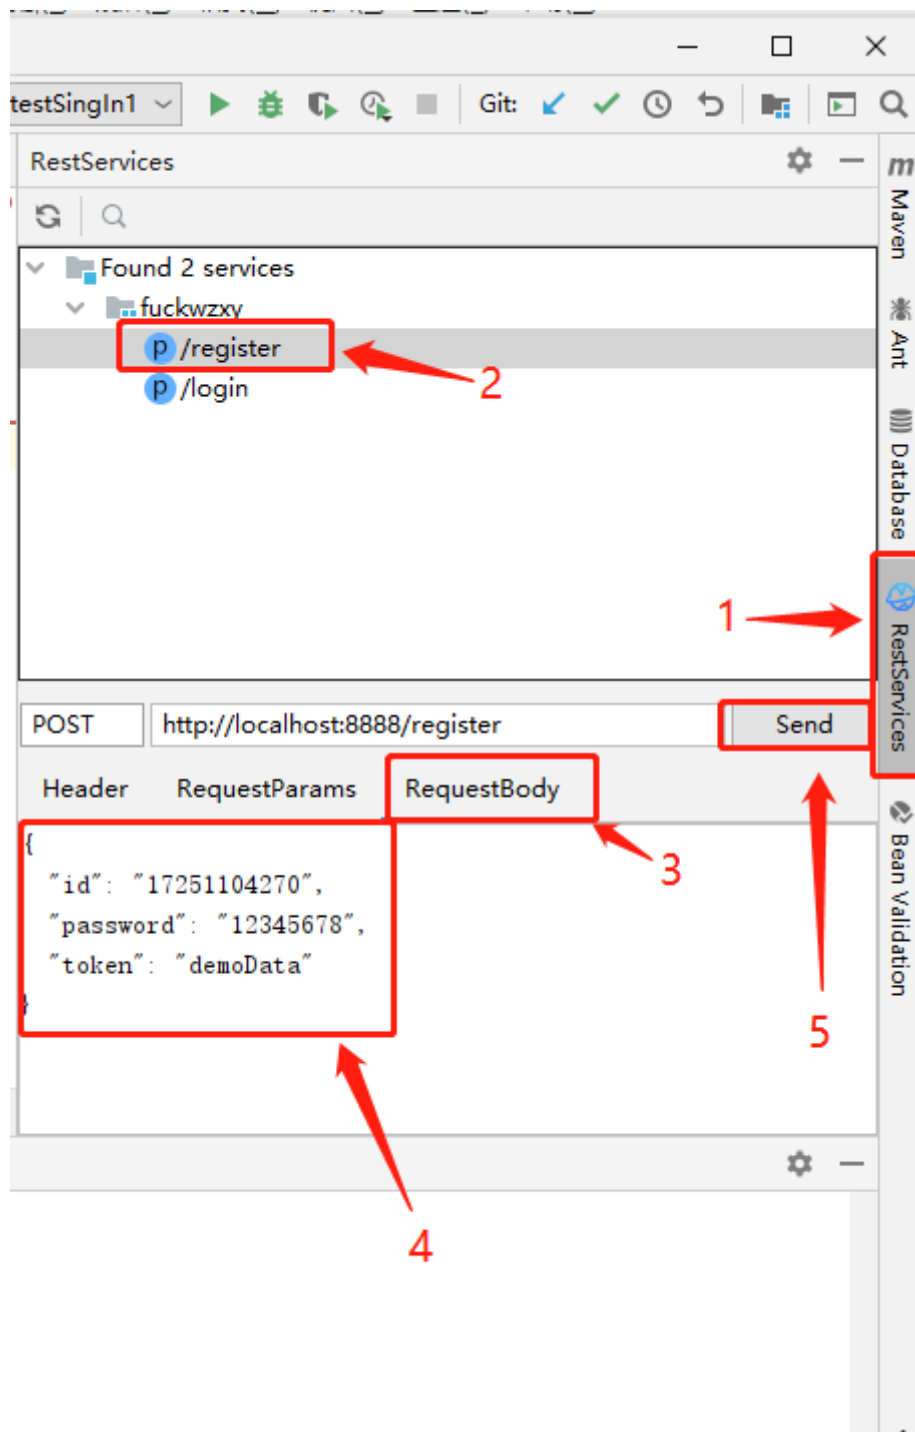 testSingIn1
Git:
RestServices
Found 2 services
fuckwzxy
p /register
p /login
2
1
POST
http://localhost:8888/register
Send
Header
RequestParams
RequestBody
3
{
"id": "17251104270",
"password": "12345678",
"token": "demoData"
}
5
4
m
Maven
Ant
Database
RestServices
Bean Validation